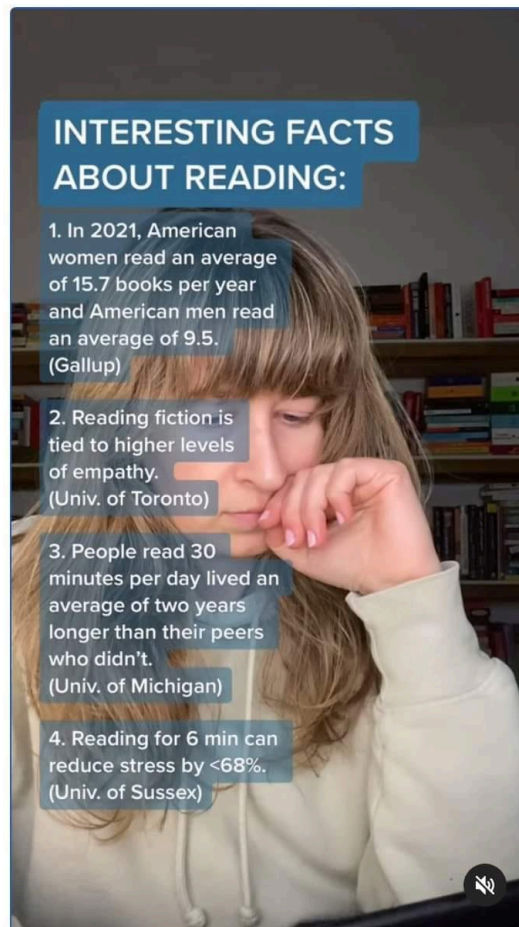 INTERESTING FACTS
ABOUT READING:
1. In 2021, American
women read an average
of 15.7 books per year
and American men read
an average of 9.5.
(Gallup)
2. Reading fiction is
tied to higher levels
of empathy.
(Univ. of Toronto)
3. People read 30
minutes per day lived an
average of two years
longer than their peers
who didn't.
(Univ. of Michigan)
4. Reading for 6 min can
reduce stress by <68%.
(Univ. of Sussex)